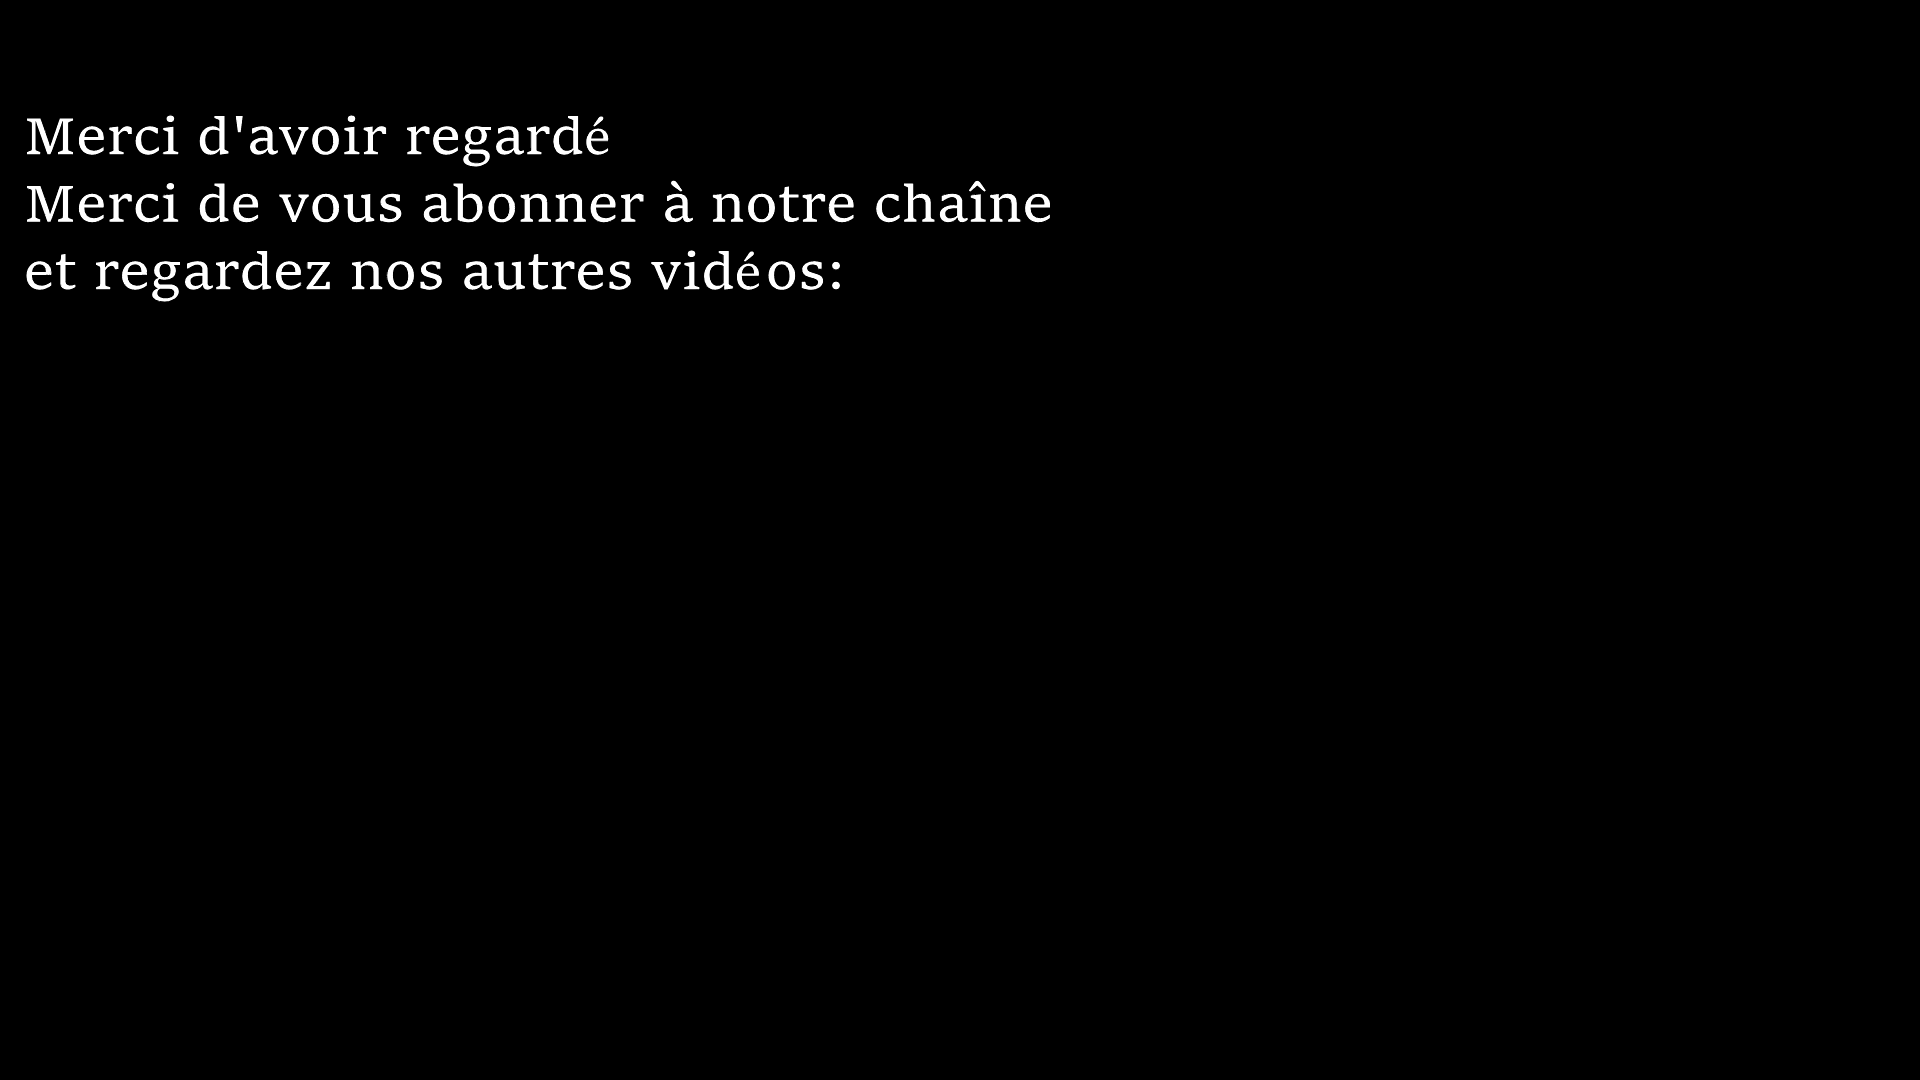 Merci d'avoir regardé
Merci de vous abonner à notre chaîne
et regardez nos autres vidéos: